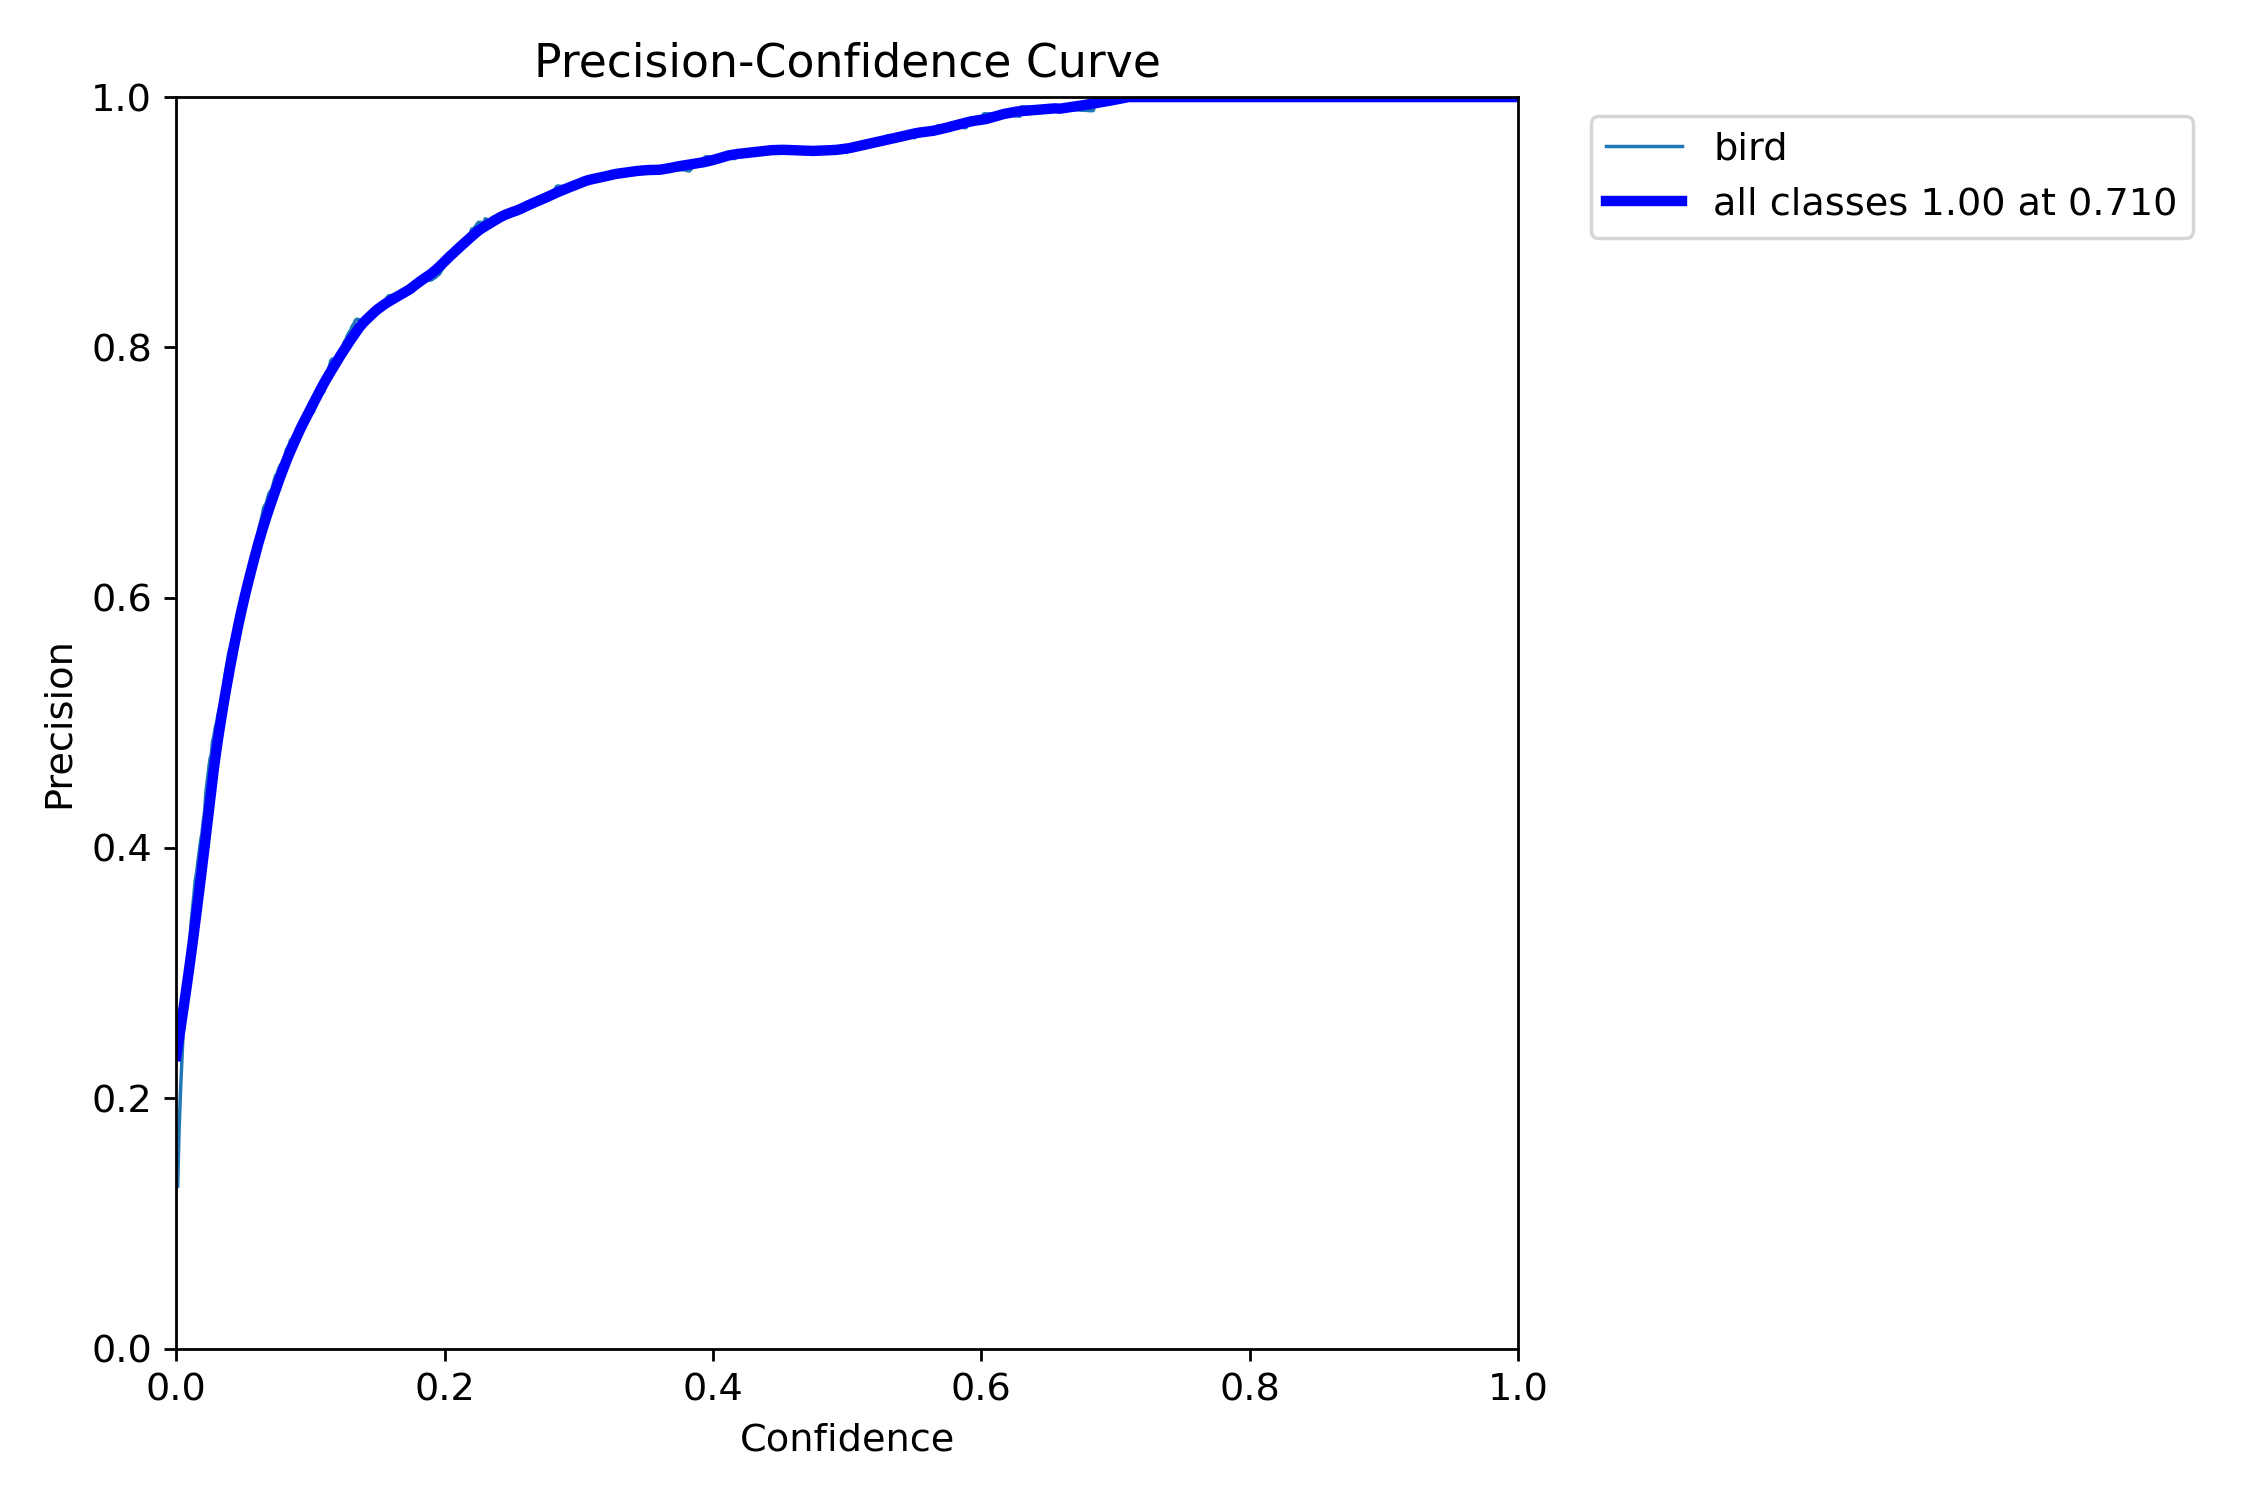 Precision-Confidence Curve
bird
all classes 1.00 at 0.710
1.0
0.8
0.6
0.4
0.2
0.0
Precision
0.0 0.2 0.4 0.6 0.8 1.0
Confidence